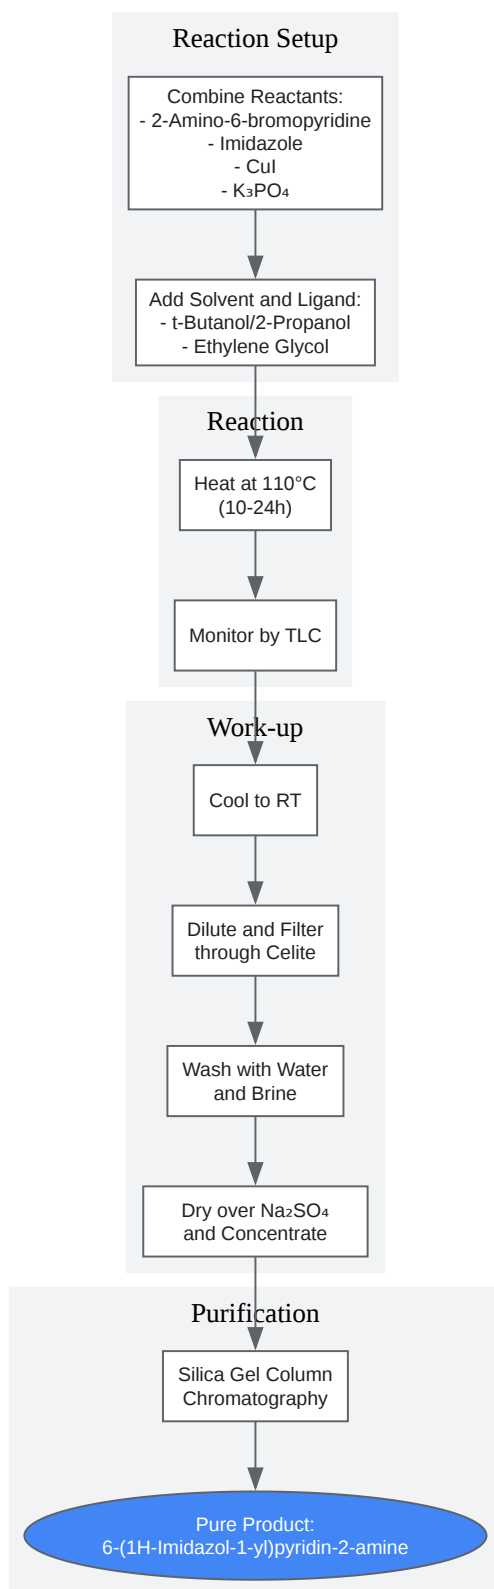 Reaction Setup
Combine Reactants:
- 2-Amino-6-bromopyridine
- Imidazole
- CuI
- K₃PO₄
Add Solvent and Ligand:
- t-Butanol/2-Propanol
- Ethylene Glycol
Reaction
Heat at 110°C
(10-24h)
Monitor by TLC
Work-up
Cool to RT
Dilute and Filter
through Celite
Wash with Water
and Brine
Dry over Na₂SO₄
and Concentrate
Purification
Silica Gel Column
Chromatography
Pure Product:
6-(1H-Imidazol-1-yl)pyridin-2-amine